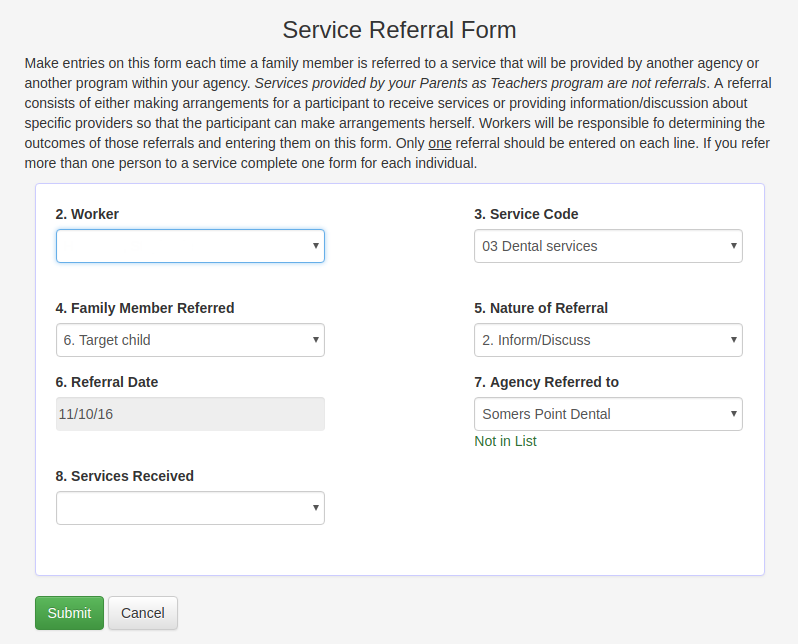 Service Referral Form
Make entries on this form each time a family member is referred to a service that will be provided by another agency or
another program within your agency. Services provided by your Parents as Teachers program are not referrals. A referral
consists of either making arrangements for a participant to receive services or providing information/discussion about
specific providers so that the participant can make arrangements herself. Workers will be responsible fo determining the
outcomes of those referrals and entering them on this form. Only one referral should be entered on each line. If you refer
more than one person to a service complete one form for each individual.
2. Worker
3. Service Code
03 Dental services
4. Family Member Referred
5. Nature of Referral
6. Target child
2. Inform/Discuss
6. Referral Date
7. Agency Referred to
11/10/16
Somers Point Dental
Not in List
8. Services Received
Submit
Cancel